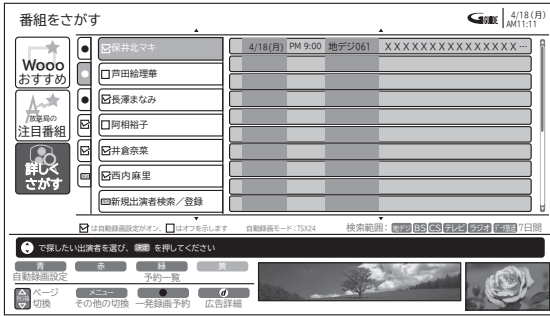 番組をさがす
GGUIDE
4/18(月)
AM11:11
Wooo
おすすめ
放送局の
注目番組
詳しく
さがす
保井北マキ
芦田絵理華
長澤まなみ
阿相裕子
井倉奈菜
西内麻里
新規出演者検索／登録
4/18(月) PM 9:00 地デジ061 XXXXXXXXXXXXXXX…
は自動録画設定がオン、□はオフを示します 自動録画モード:TSX24 検索範囲: 地デジ BS CS テレビ ラジオ データ 7日間
で探したい出演者を選び、決定 を押してください
青 赤 緑 黄
自動録画設定 予約一覧
ページ
切換
メニュー ● d
その他の切換 一発録画予約 広告詳細